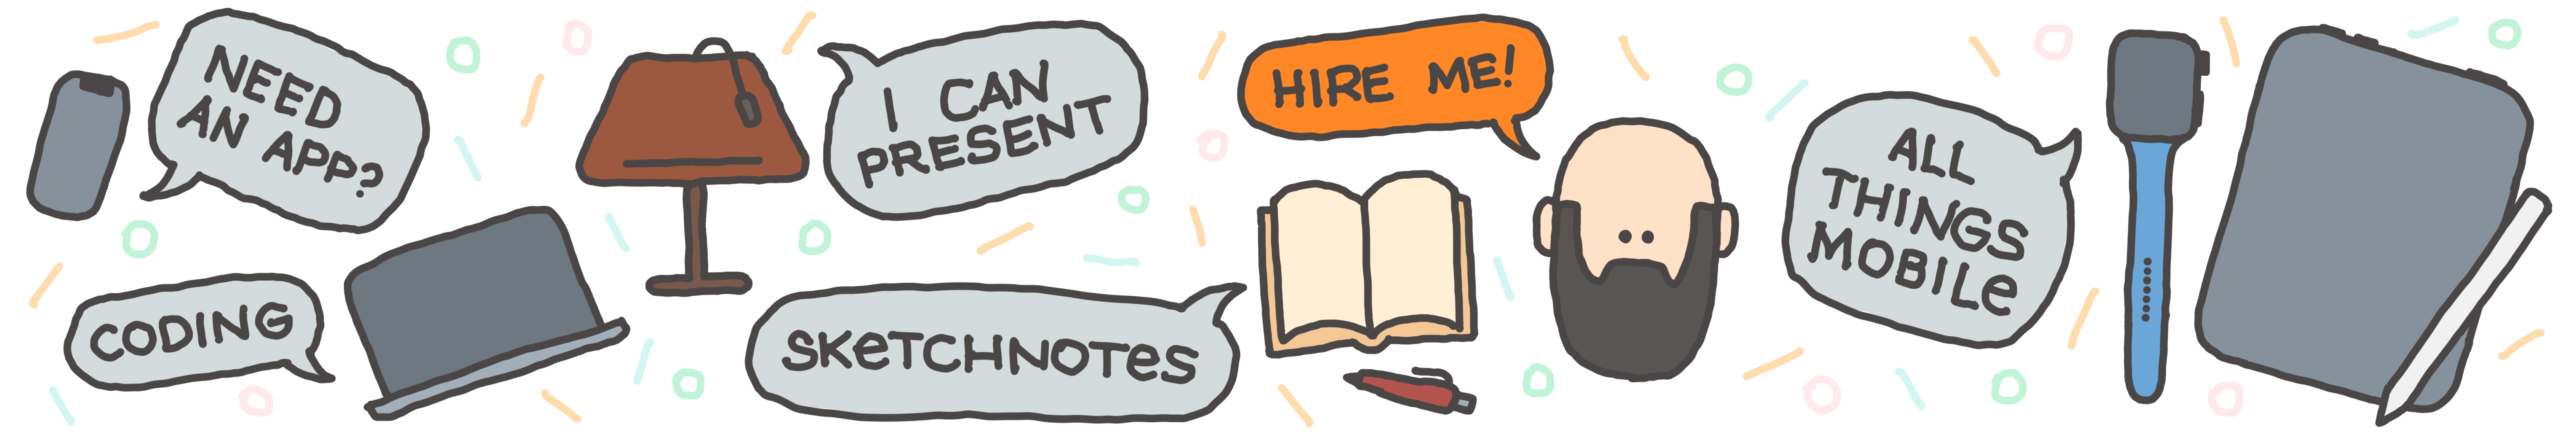 NEED
AN APP?
CODING
I CAN
PRESENT
SKeTCHNOTeS
HIRE ME!
ALL
THINGS
MOBILe